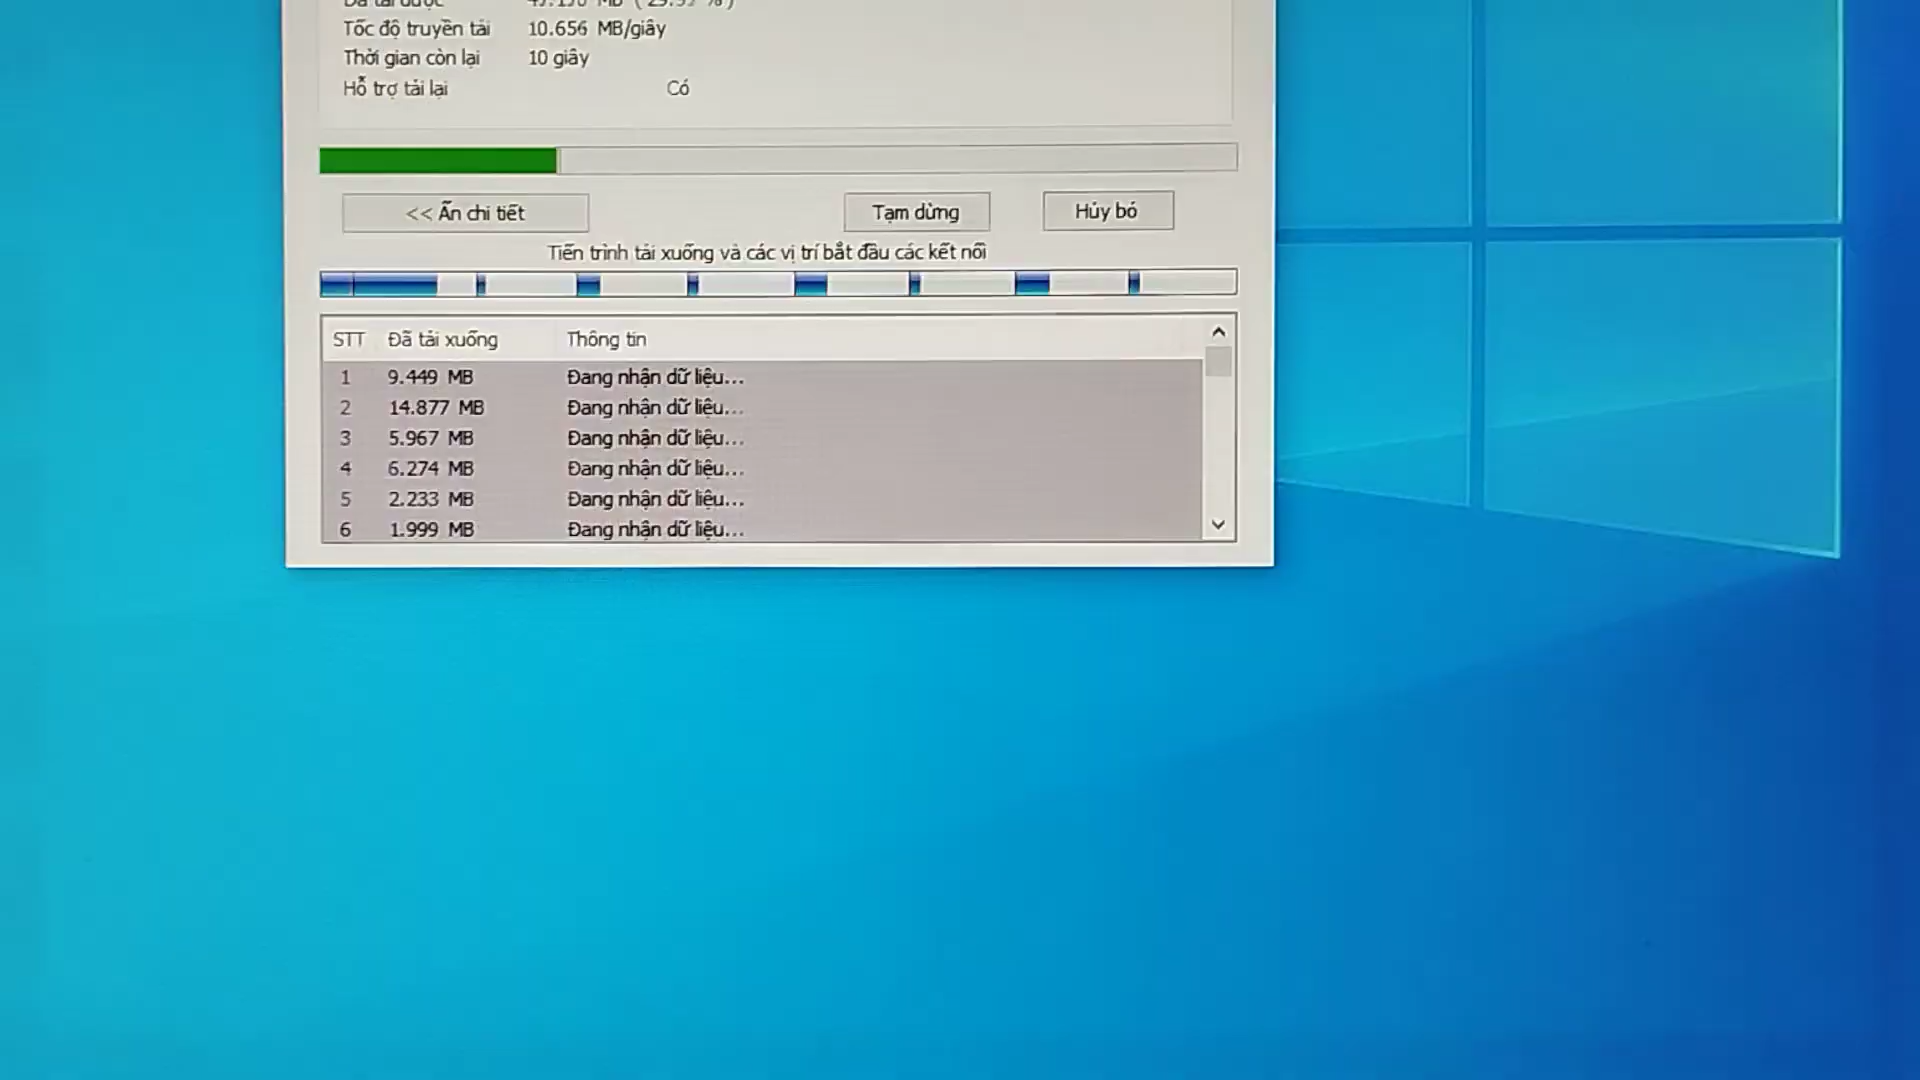 Tốc độ truyền tải 10.656 MB/giây
Thời gian còn lại 10 giây
Hỗ trợ tải lại Có
<< Ẩn chi tiết
Tạm dừng
Hủy bỏ
Tiến trình tải xuống và các vị trí bắt đầu các kết nối
STT Đã tải xuống Thông tin
1 9.449 MB Đang nhận dữ liệu...
2 14.877 MB Đang nhận dữ liệu...
3 5.967 MB Đang nhận dữ liệu...
4 6.274 MB Đang nhận dữ liệu...
5 2.233 MB Đang nhận dữ liệu...
6 1.999 MB Đang nhận dữ liệu...